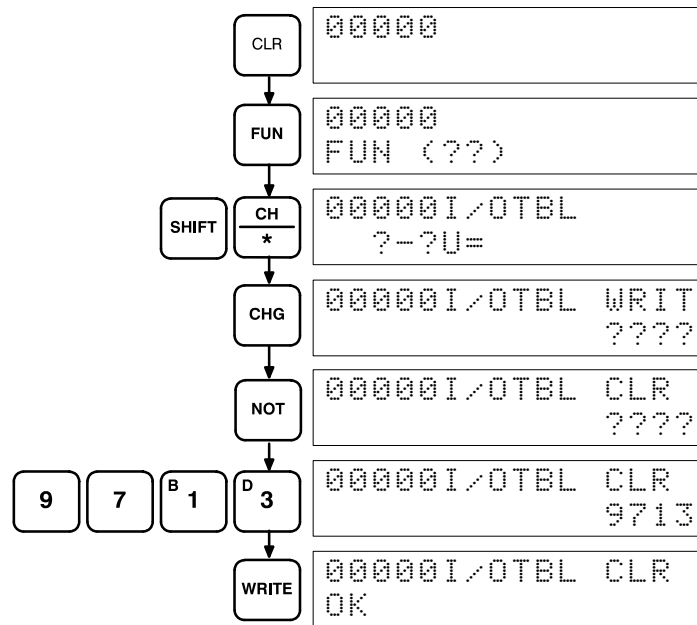 CLR
00000
FUN
00000
FUN (??)
SHIFT
CH
*
00000I/OTBL
?-?U=
CHG
00000I/OTBL WRIT
????
NOT
00000I/OTBL CLR
????
9
7
B 1
D 3
00000I/OTBL CLR
9713
WRITE
00000I/OTBL CLR
OK